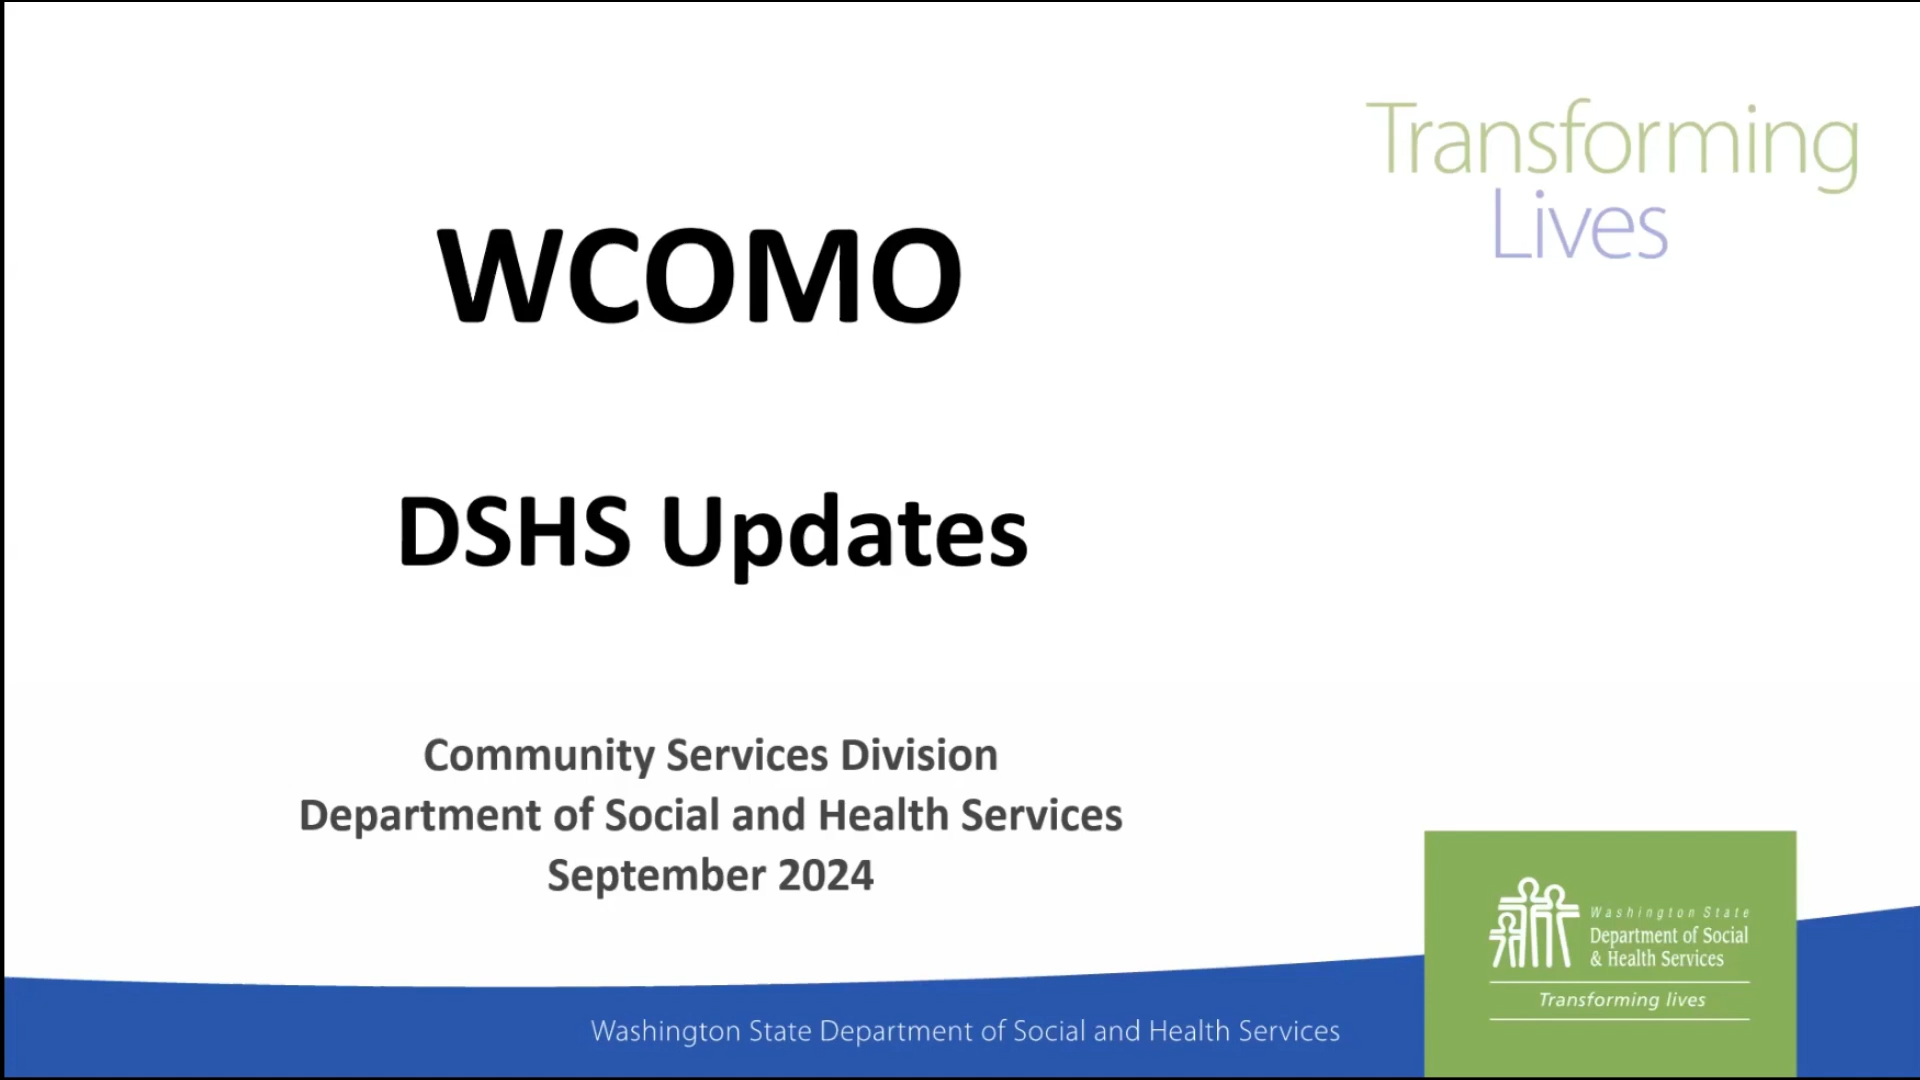 Transforming
Lives
WCOMO
DSHS Updates
Community Services Division
Department of Social and Health Services
September 2024
Washington State
Department of Social
& Health Services
Transforming lives
Washington State Department of Social and Health Services